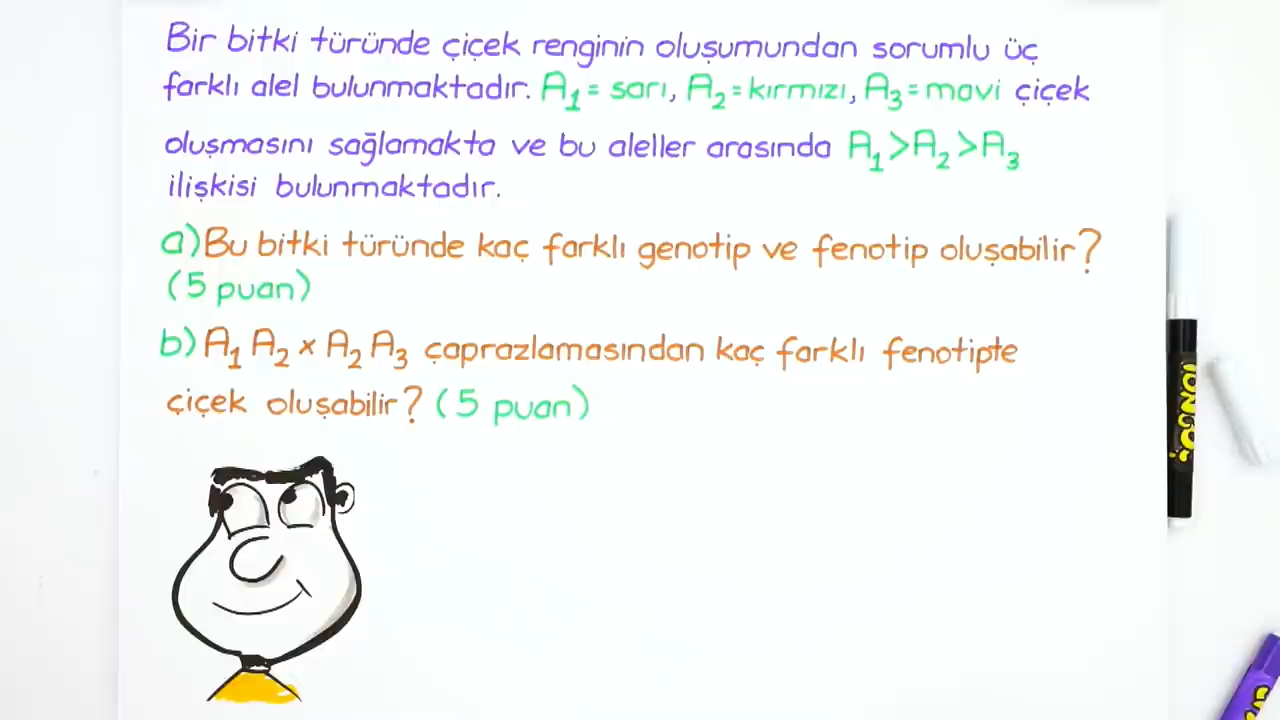 Bir bitki türünde çiçek renginin oluşumundan sorumlu üç
farklı alel bulunmaktadır. A₁ = sarı, A₂ = kırmızı, A₃ = mavi çiçek
oluşmasını sağlamakta ve bu aleller arasında A₁ > A₂ > A₃
ilişkisi bulunmaktadır.
a) Bu bitki türünde kaç farklı genotip ve fenotip oluşabilir?
(5 puan)
b) A₁ A₂ x A₂ A₃ çaprazlamasından kaç farklı fenotipte
çiçek oluşabilir? (5 puan)